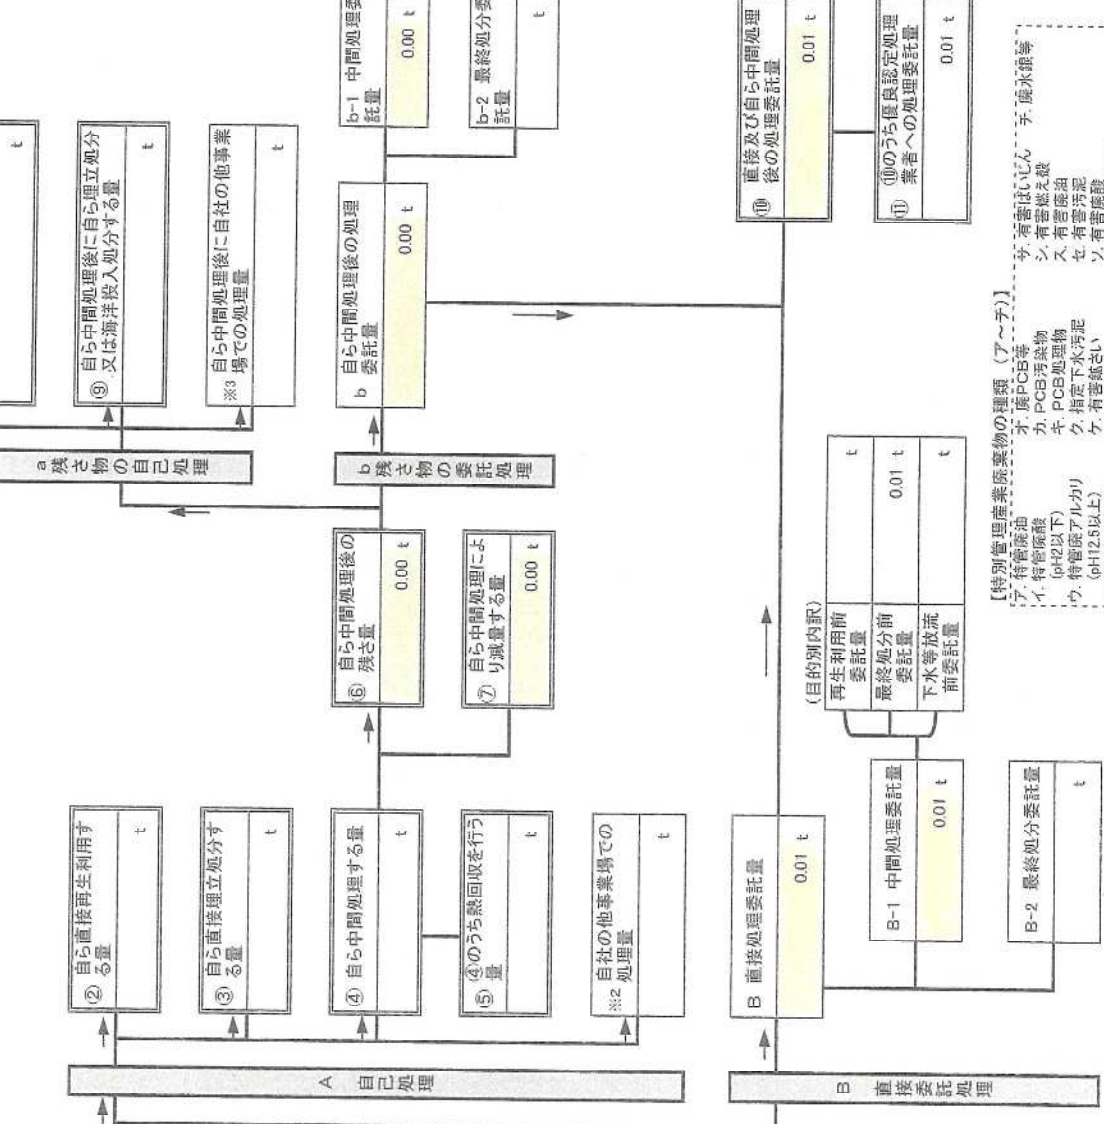 A
自己処理
② 自ら直接再生利用す
る量
t
③ 自ら直接埋立処分す
る量
t
④ 自ら中間処理する量
t
⑤ ④のうち熱回収を行う
量
t
※2 自社の他事業場での
処理量
t
⑥ 自ら中間処理後の
残さ量
0.00 t
⑦ 自ら中間処理によ
り減量する量
0.00 t
a
残さ物の自己処理
t
⑨ 自ら中間処理後に自ら埋立処分
又は海洋投入処分する量
t
※3 自ら中間処理後に自社の他事業
場での処理量
t
b
残さ物の委託処理
b 自ら中間処理後の処理
委託量
0.00 t
b-1 中間処理委
託量
0.00 t
b-2 最終処分委
託量
t
B
直接委託処理
B 直接処理委託量
0.01 t
B-1 中間処理委託量
0.01 t
B-2 最終処分委託量
t
(目的別内訳)
再生利用前
委託量
t
最終処分前
委託量
0.01 t
下水等放流
前委託量
t
⑩ 直接及び自ら中間処理
後の処理委託量
0.01 t
⑪ ⑩のうち優良認定処理
業者への処理委託量
0.01 t
【特別管理産業廃棄物の種類 (ア～チ)】
ア. 特管廃油
イ. 特管廃酸
(pH2以下)
ウ. 特管廃アルカリ
(pH12.5以上)
オ. 廃PCB等
カ. PCB汚染物
キ. PCB処理物
ク. 指定下水汚泥
ケ. 有害鉱さい
サ. 有害ばいじん
シ. 有害燃え殻
ス. 有害廃油
セ. 有害汚泥
ソ. 有害廃酸
チ. 廃水銀等